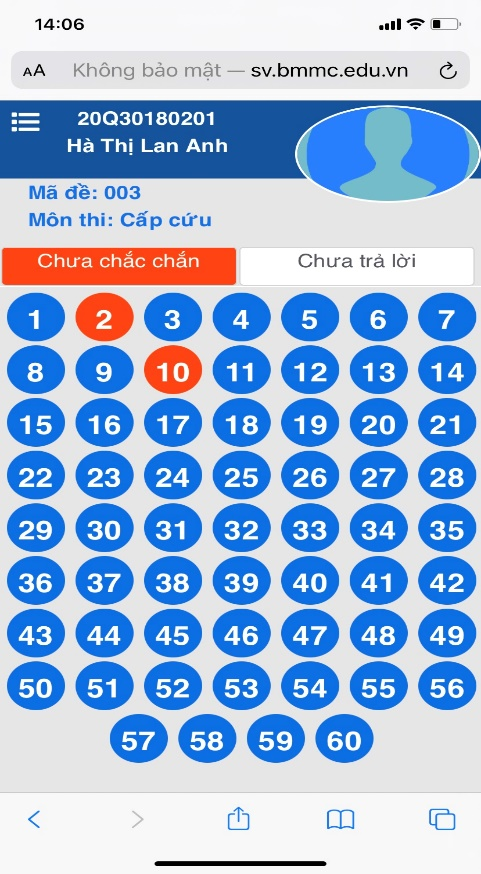 14:06
AA Không bảo mật — sv.bmmc.edu.vn
20Q30180201
Hà Thị Lan Anh
Mã đề: 003
Môn thi: Cấp cứu
Chưa chắc chắn Chưa trả lời
1 2 3 4 5 6 7
8 9 10 11 12 13 14
15 16 17 18 19 20 21
22 23 24 25 26 27 28
29 30 31 32 33 34 35
36 37 38 39 40 41 42
43 44 45 46 47 48 49
50 51 52 53 54 55 56
57 58 59 60